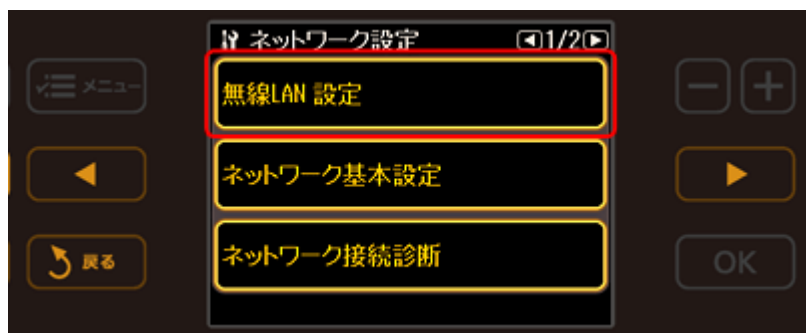 ネットワーク設定 1/2
メニュー
無線LAN 設定
ネットワーク基本設定
戻る
ネットワーク接続診断
OK